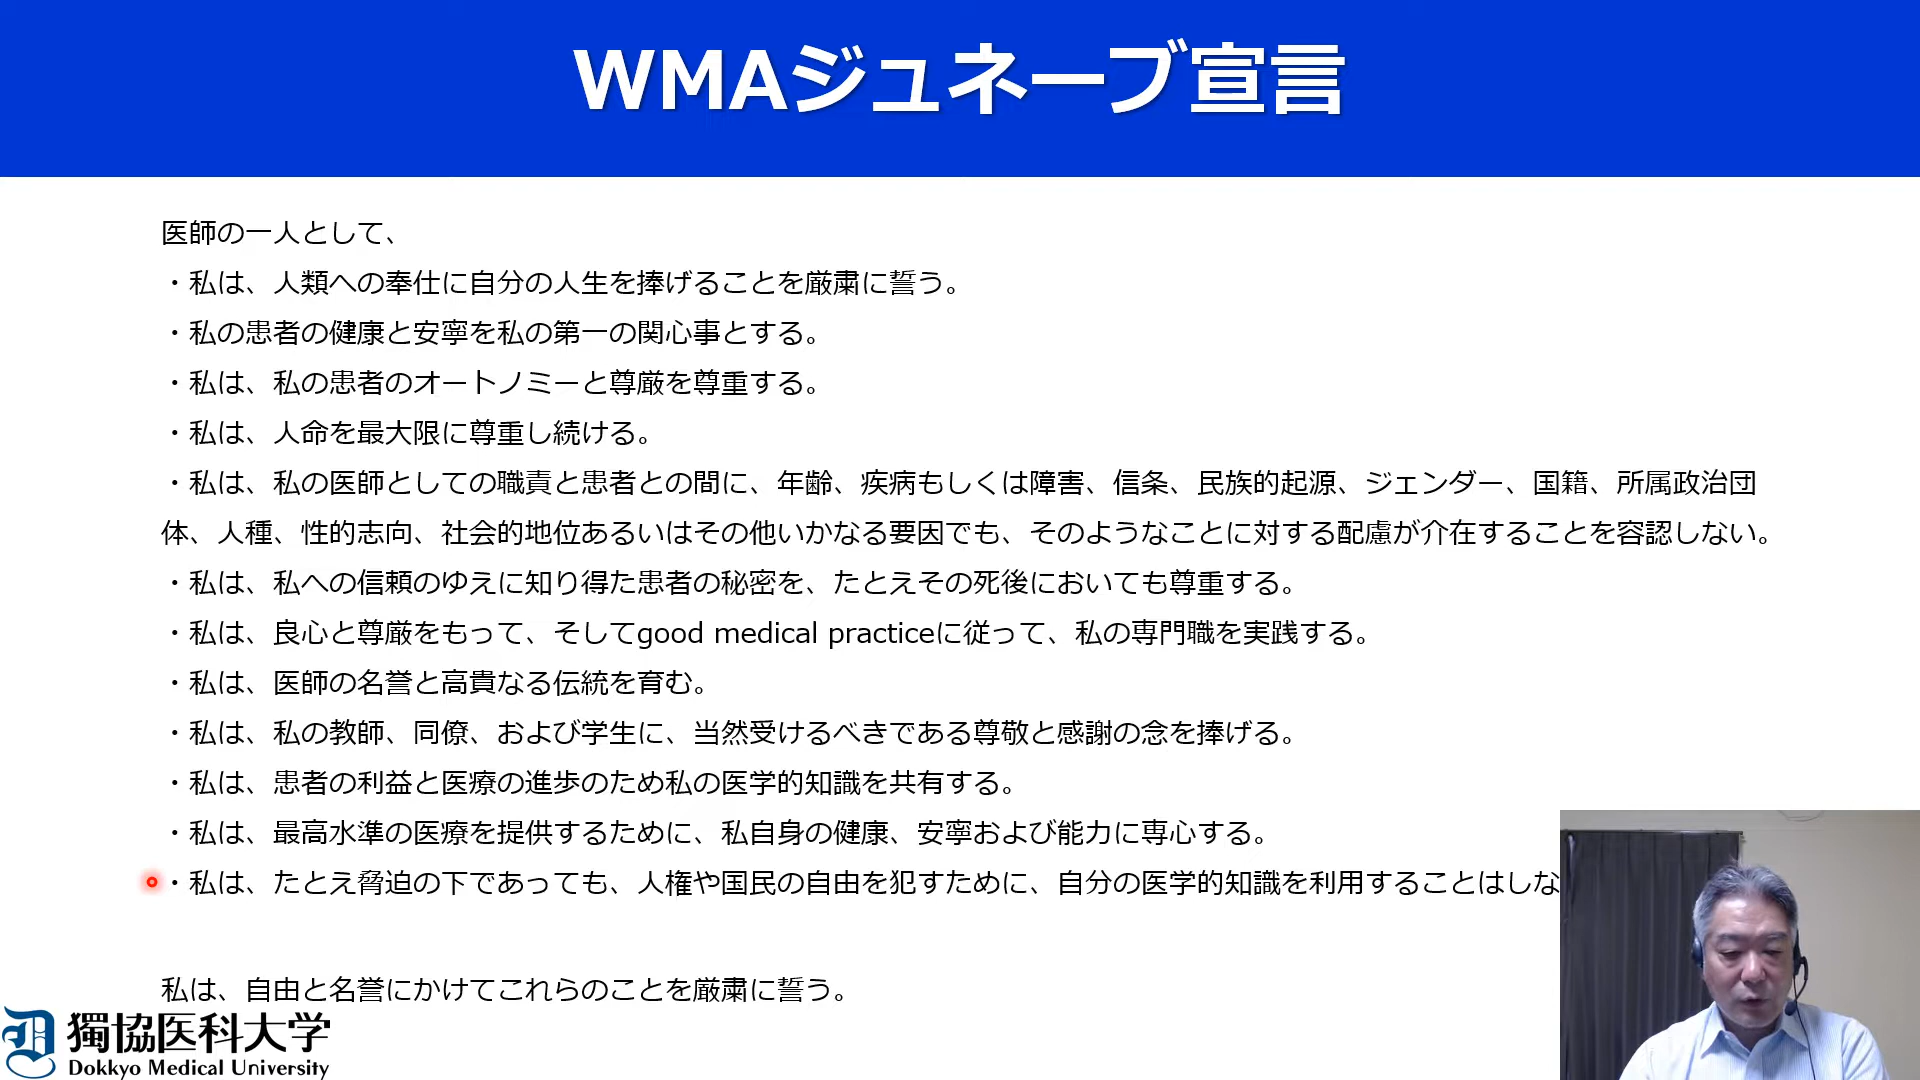 WMAジュネーブ宣言
医師の一人として、
・私は、人類への奉仕に自分の人生を捧げることを厳粛に誓う。
・私の患者の健康と安寧を私の第一の関心事とする。
・私は、私の患者のオートノミーと尊厳を尊重する。
・私は、人命を最大限に尊重し続ける。
・私は、私の医師としての職責と患者との間に、年齢、疾病もしくは障害、信条、民族的起源、ジェンダー、国籍、所属政治団
体、人種、性的志向、社会的地位あるいはその他いかなる要因でも、そのようなことに対する配慮が介在することを容認しない。
・私は、私への信頼のゆえに知り得た患者の秘密を、たとえその死後においても尊重する。
・私は、良心と尊厳をもって、そしてgood medical practiceに従って、私の専門職を実践する。
・私は、医師の名誉と高貴なる伝統を育む。
・私は、私の教師、同僚、および学生に、当然受けるべきである尊敬と感謝の念を捧げる。
・私は、患者の利益と医療の進歩のため私の医学的知識を共有する。
・私は、最高水準の医療を提供するために、私自身の健康、安寧および能力に専心する。
・私は、たとえ脅迫の下であっても、人権や国民の自由を犯すために、自分の医学的知識を利用することはしな
私は、自由と名誉にかけてこれらのことを厳粛に誓う。
獨協医科大学
Dokkyo Medical University